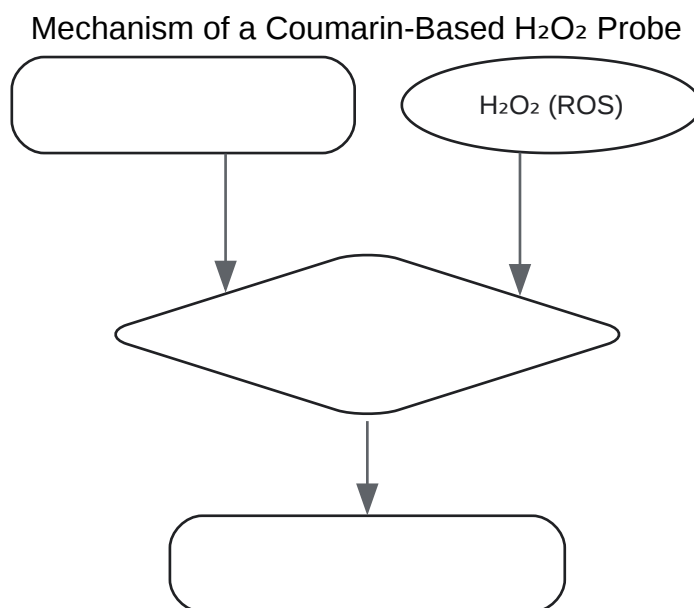 Mechanism of a Coumarin-Based H₂O₂ Probe
H₂O₂ (ROS)